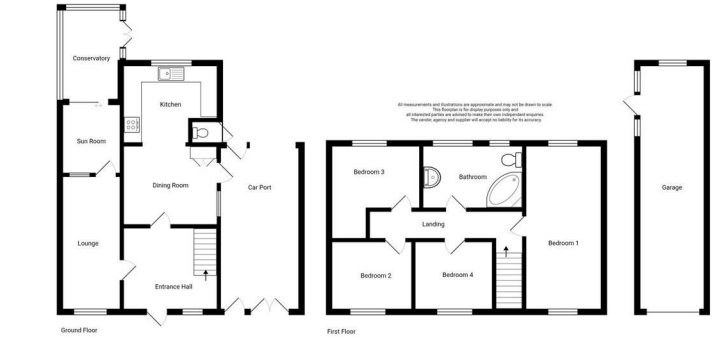 Conservatory
Kitchen
Sun Room
Dining Room
Car Port
Lounge
Entrance Hall
Ground Floor
All measurements and illustrations are approximate and may not be drawn to scale.
This floorplan is for display purposes only and
all interested parties are advised to make their own independent enquiries.
The vendor, agency and supplier will accept no liability for its accuracy.
Bedroom 3
Bathroom
Landing
Bedroom 1
Bedroom 2
Bedroom 4
First Floor
Garage